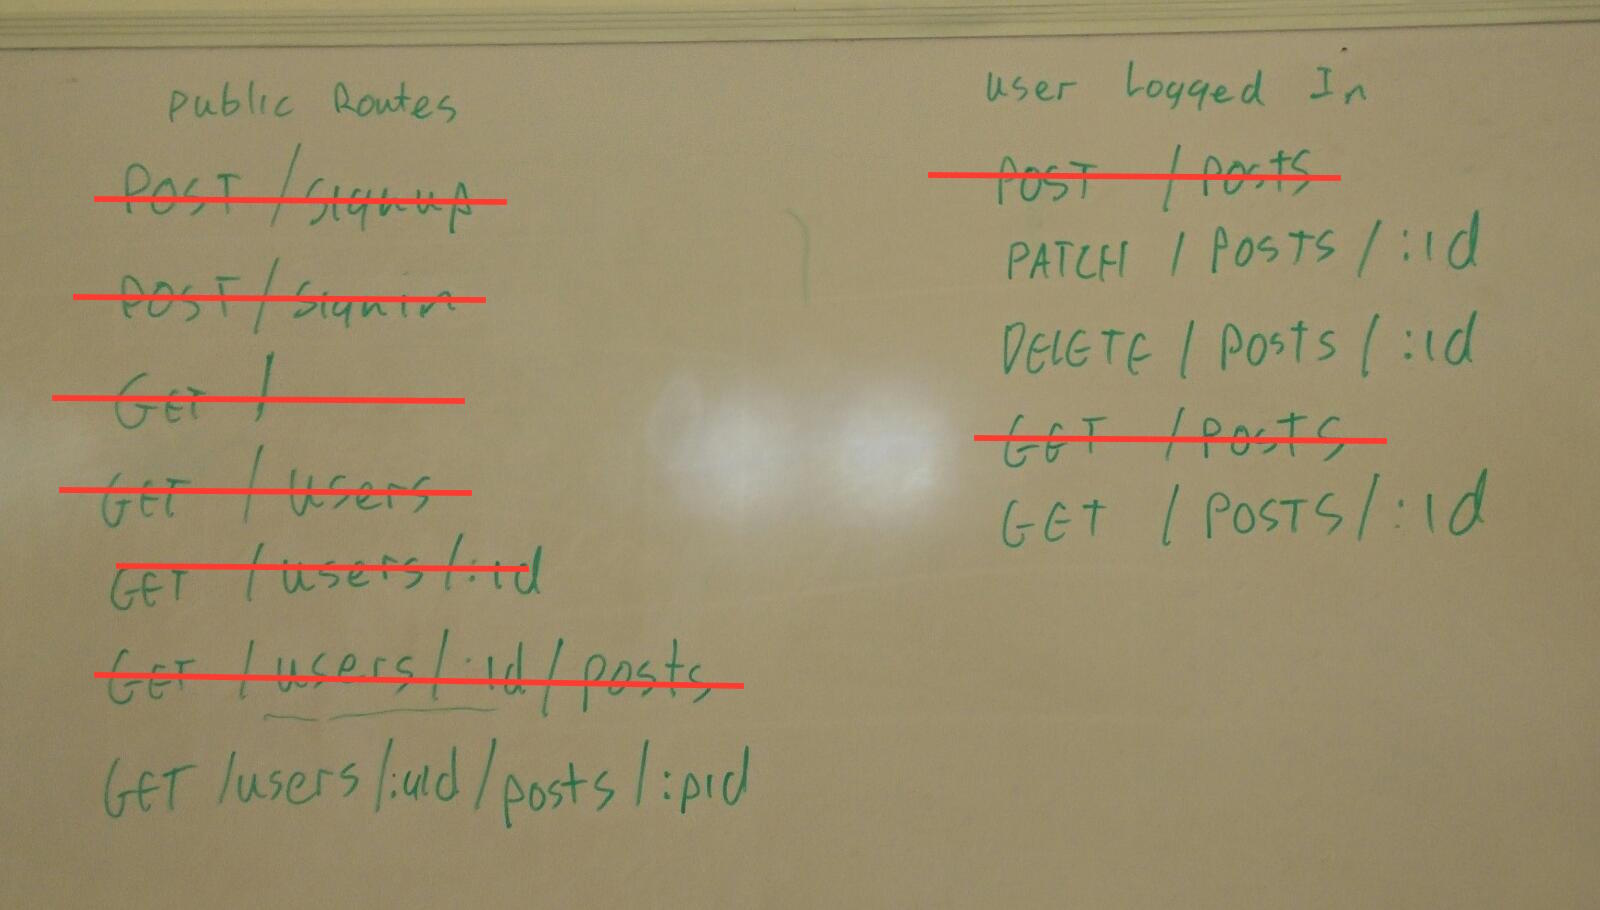 Public Routes
POST /signup
POST /signin
GET /
GET /users
GET /users/:id
GET /users/:id/posts
GET /users/:uid/posts/:pid
User Logged In
POST /posts
PATCH /posts/:id
DELETE /posts/:id
GET /posts
GET /posts/:id